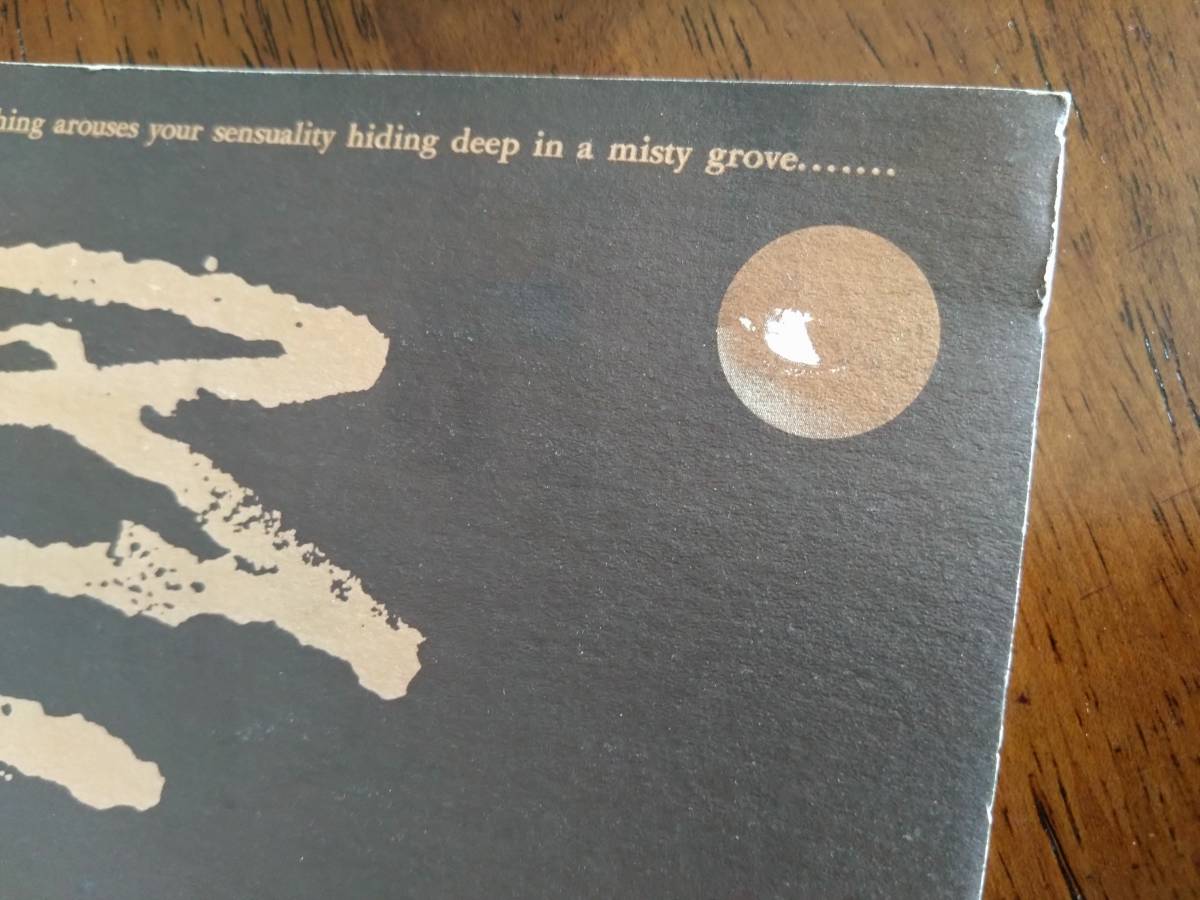 hing arouses your sensuality hiding deep in a misty grove.......